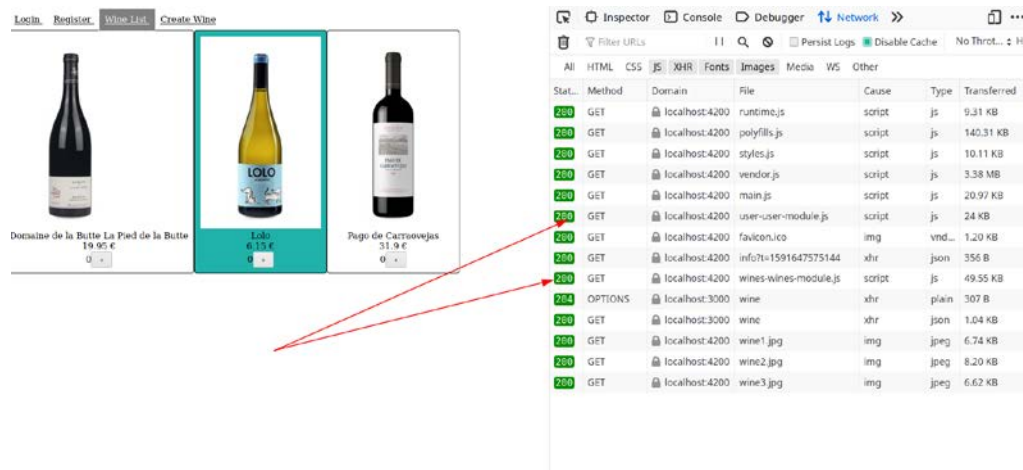 Login Register Wine List Create Wine
LOLO
Domaine de la Butte La Pied de la Butte
19.95 €
0 +
Lolo
6.15 €
0 +
Pago de Carraovejas
31.9 €
0 +
Inspector Console Debugger Network
Filter URLs Persist Logs Disable Cache No Throt... H
All HTML CSS JS XHR Fonts Images Media WS Other
Stat... Method Domain File Cause Type Transferred
200 GET localhost:4200 runtime.js script js 9.31 KB
200 GET localhost:4200 polyfills.js script js 140.31 KB
200 GET localhost:4200 styles.js script js 10.11 KB
200 GET localhost:4200 vendor.js script js 3.38 MB
200 GET localhost:4200 main.js script js 20.97 KB
200 GET localhost:4200 user-user-module.js script js 24 KB
200 GET localhost:4200 favicon.ico img vnd... 1.20 KB
200 GET localhost:4200 info?t=1591647575144 xhr json 356 B
200 GET localhost:4200 wines-wines-module.js script js 49.55 KB
204 OPTIONS localhost:3000 wine xhr plain 307 B
200 GET localhost:3000 wine xhr json 1.04 KB
200 GET localhost:4200 wine1.jpg img jpeg 6.74 KB
200 GET localhost:4200 wine2.jpg img jpeg 8.20 KB
200 GET localhost:4200 wine3.jpg img jpeg 6.62 KB